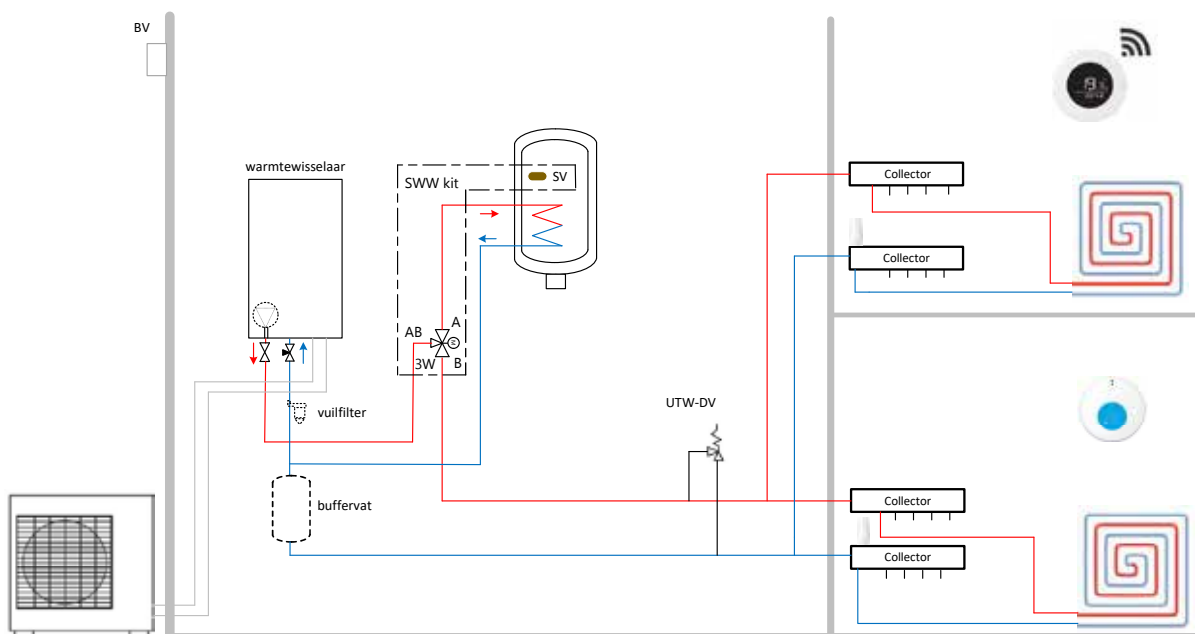 BV
warmtewisselaar
SWW kit
SV
A
AB
M
3W
B
vuilfilter
buffervat
UTW-DV
Collector
Collector
Collector
Collector